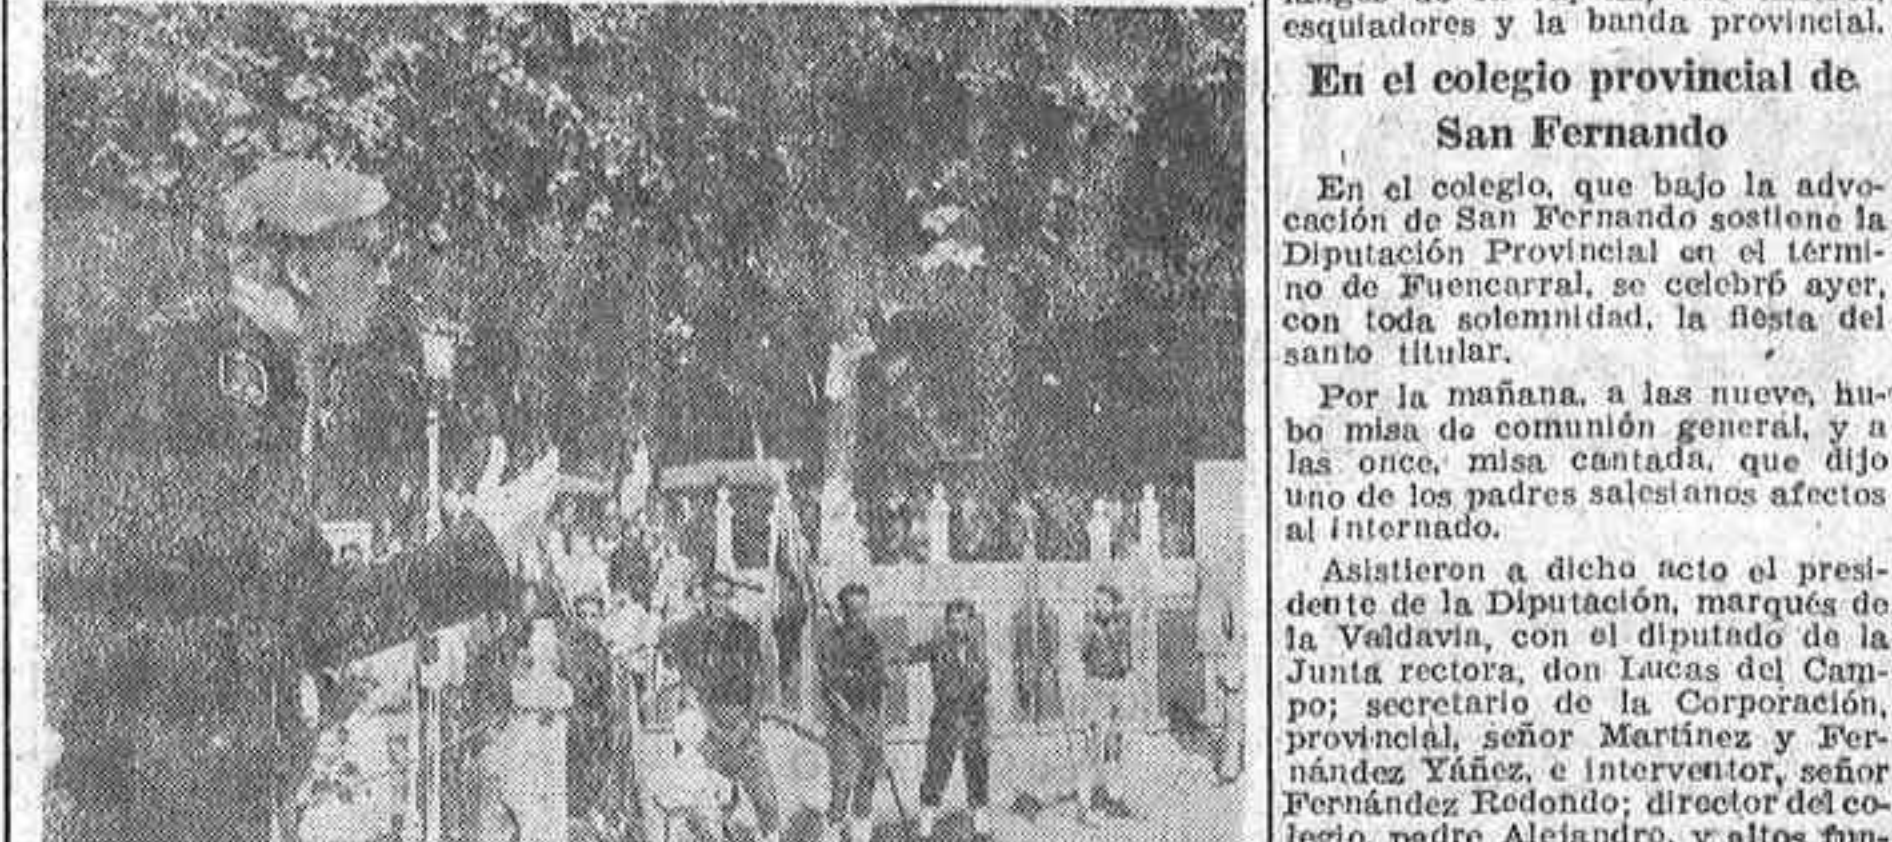 esquiadores y la banda provincial.
En el colegio provincial de
San Fernando
En el colegio, que bajo la advo-
cación de San Fernando sostiene la
Diputación Provincial en el térmi-
no de Fuencarral, se celebró ayer,
con toda solemnidad, la fiesta del
santo titular.
Por la mañana, a las nueve, hu-
bo misa de comunión general, y a
las once, misa cantada, que dijo
uno de los padres salesianos afectos
al internado.
Asistieron a dicho acto el presi-
dente de la Diputación, marqués de
la Valdavia, con el diputado de la
Junta rectora, don Lucas del Cam-
po; secretario de la Corporación,
provincial, señor Martínez y Fer-
nández Yáñez, e interventor, señor
Fernández Redondo; director del co-
legio, padre Alejandro, y altos fun-